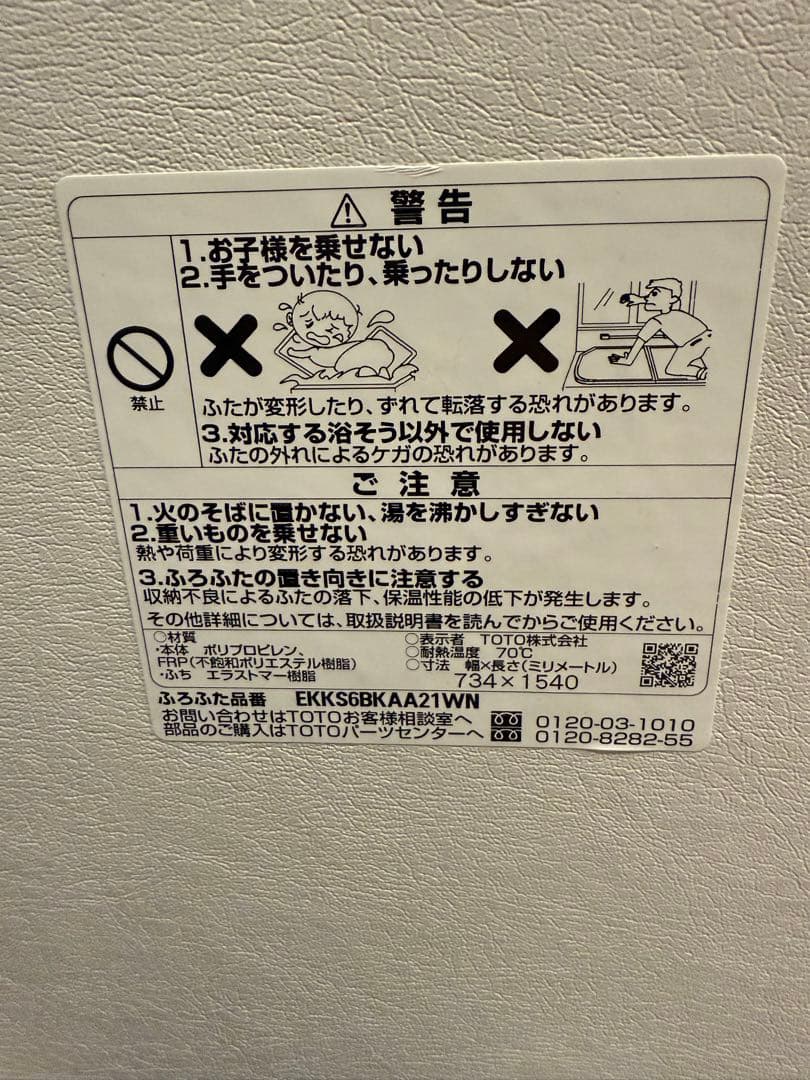 警告
1.お子様を乗せない
2.手をついたり、乗ったりしない
禁止
ふたが変形したり、ずれて転落する恐れがあります。
3.対応する浴そう以外で使用しない
ふたの外れによるケガの恐れがあります。
ご注意
1.火のそばに置かない、湯を沸かしすぎない
2.重いものを乗せない
熱や荷重により変形する恐れがあります。
3.ふろふたの置き向きに注意する
収納不良によるふたの落下、保温性能の低下が発生します。
その他詳細については、取扱説明書を読んでからご使用ください。
○材質
・本体 ポリプロピレン、
FRP(不飽和ポリエステル樹脂)
・ふち エラストマー樹脂
○表示者 TOTO株式会社
○耐熱温度 70℃
○寸法 幅×長さ(ミリメートル)
734×1540
ふろふた品番 EKKS6BKAA21WN
お問い合わせはTOTOお客様相談室へ 0120-03-1010
部品のご購入はTOTOパーツセンターへ 0120-8282-55